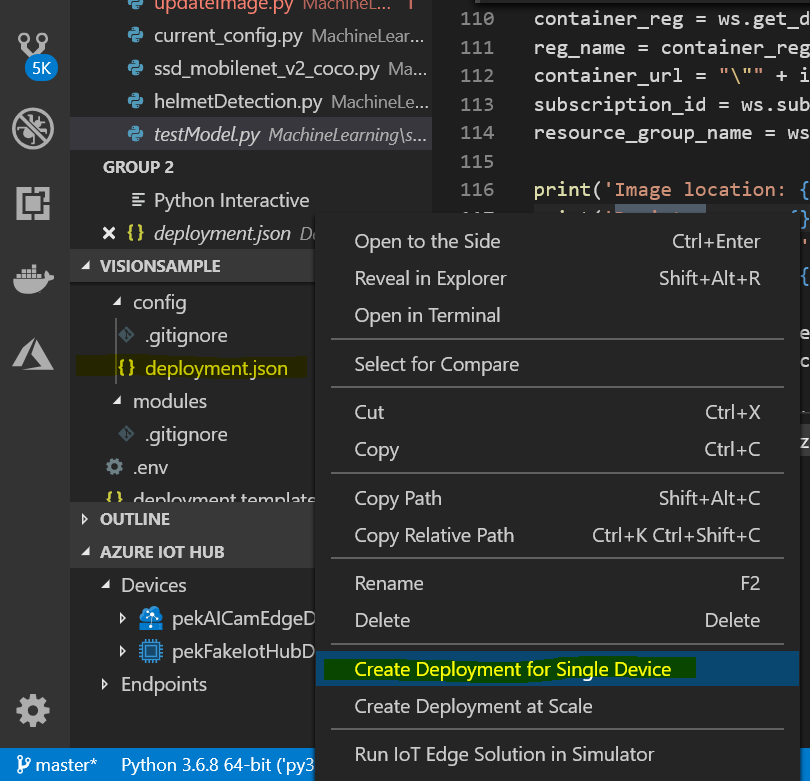 updateImage.py MachineL... 1
current_config.py MachineLear...
ssd_mobilenet_v2_coco.py Ma...
helmetDetection.py MachineLe...
testModel.py MachineLearning\s...
GROUP 2
Python Interactive
deployment.json De
VISIONSAMPLE
config
.gitignore
{} deployment.json
modules
.gitignore
.env
{} deployment.template
OUTLINE
AZURE IOT HUB
Devices
pekAICamEdgeD
pekFakeIotHubD
Endpoints
5K
master*
Python 3.6.8 64-bit ('py3
110 container_reg = ws.get_d
111 reg_name = container_reg
112 container_url = "\"" + i
113 subscription_id = ws.sub
114 resource_group_name = ws
115
116 print('Image location: {
Open to the Side Ctrl+Enter
Reveal in Explorer Shift+Alt+R
Open in Terminal
Select for Compare
Cut Ctrl+X
Copy Ctrl+C
Copy Path Shift+Alt+C
Copy Relative Path Ctrl+K Ctrl+Shift+C
Rename F2
Delete Delete
Create Deployment for Single Device
Create Deployment at Scale
Run IoT Edge Solution in Simulator